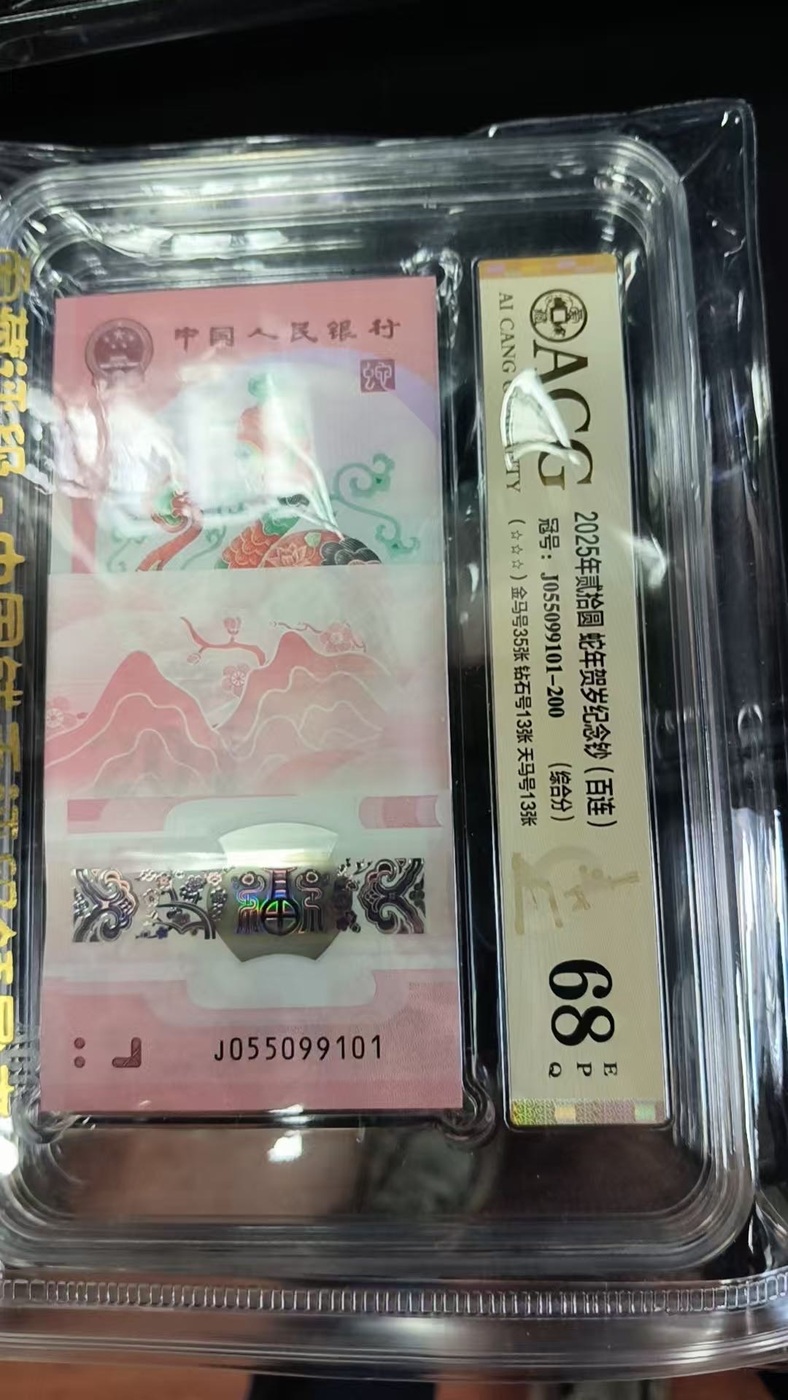 中国人民银行
J055099101
ACG
AI CANG
TY
2025年贰拾圆 蛇年贺岁纪念钞（百连）
冠号：J055099101-200 （综合分）
（☆☆☆）金马号35张 钻石号13张 天马号13张
68
E
P
Q